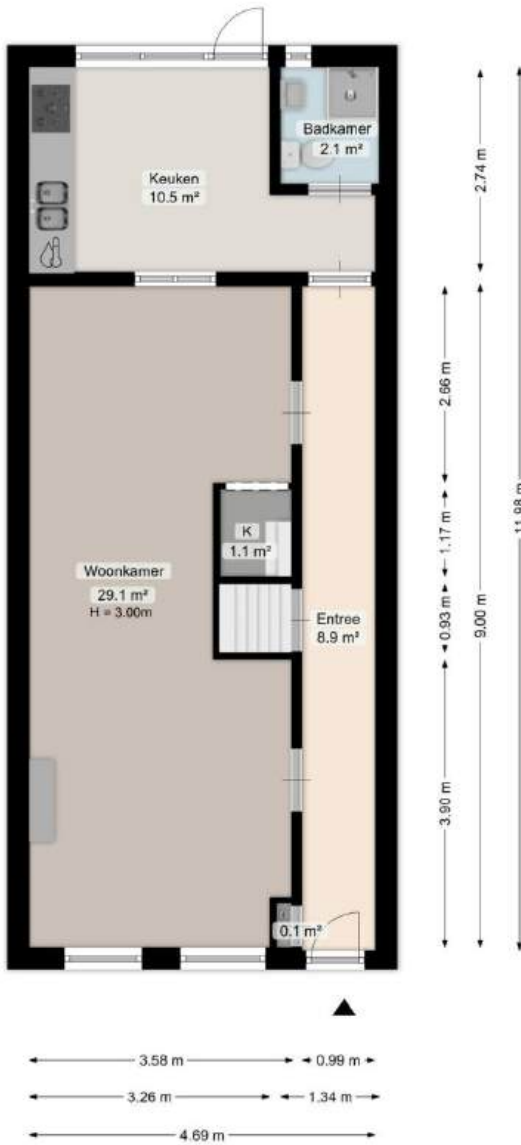 Badkamer
2.1 m²
Keuken
10.5 m²
2.74 m
2.66 m
11.98 m
K
1.1 m²
1.17 m
Woonkamer
29.1 m²
H = 3.00m
Entree
8.9 m²
0.93 m
9.00 m
3.90 m
0.1 m²
3.58 m
0.99 m
3.26 m
1.34 m
4.69 m